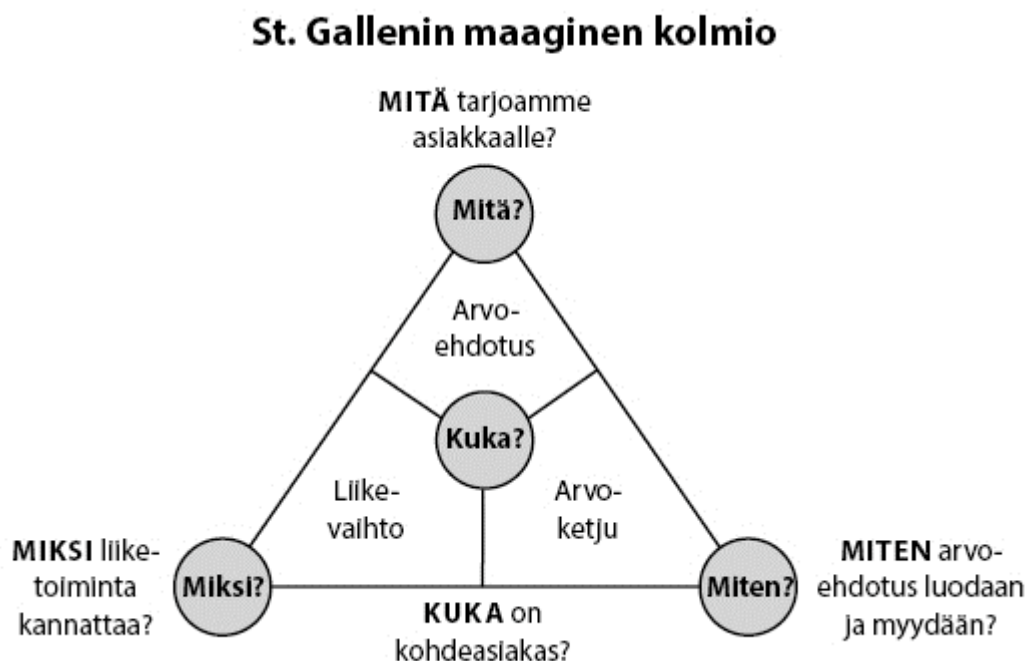 St. Gallenin maaginen kolmio
MITÄ tarjoamme
asiakkaalle?
Mitä?
Arvo-
ehdotus
Kuka?
Liike-
vaihto
Arvo-
ketju
MIKSI liike-
toiminta
kannattaa?
Miksi?
Miten?
MITEN arvo-
ehdotus luodaan
ja myydään?
KUKA on
kohdeasiakas?